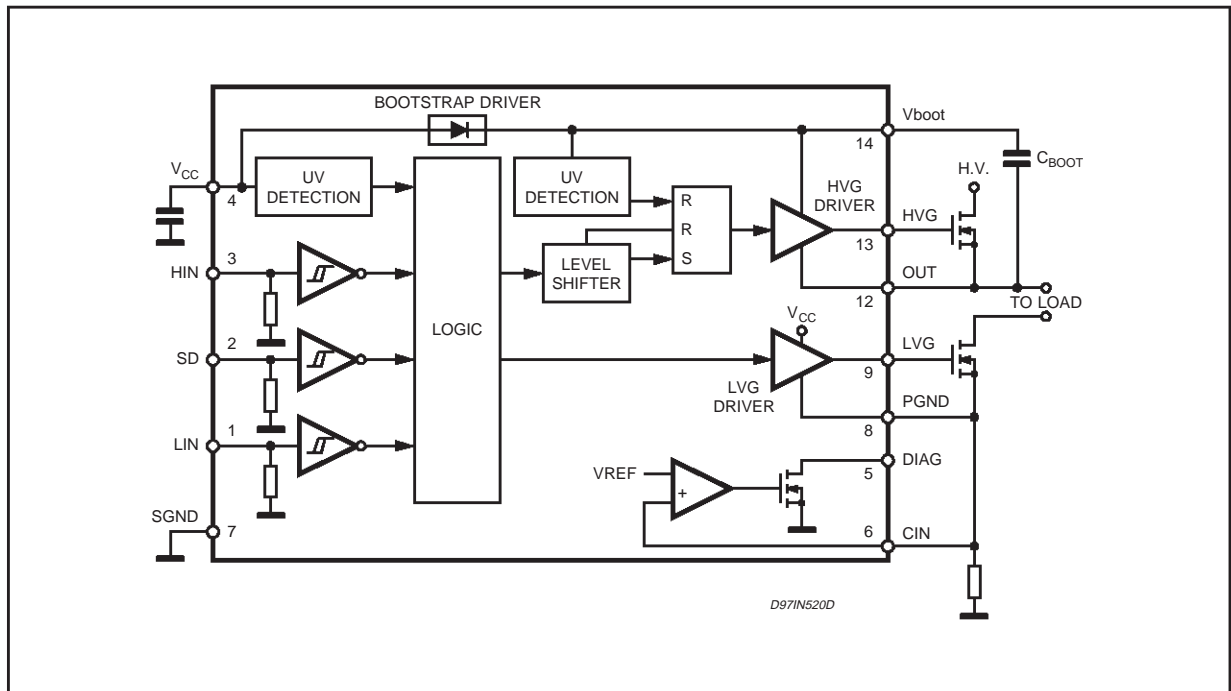 BOOTSTRAP DRIVER
Vboot
14
CBOOT
H.V.
VCC
4
UV
DETECTION
UV
DETECTION
HVG
DRIVER
R
R
S
HVG
13
3
HIN
LEVEL
SHIFTER
OUT
12
TO LOAD
LOGIC
VCC
2
SD
LVG
9
LVG
DRIVER
PGND
8
1
LIN
DIAG
5
VREF
+
SGND
7
6
CIN
D97IN520D